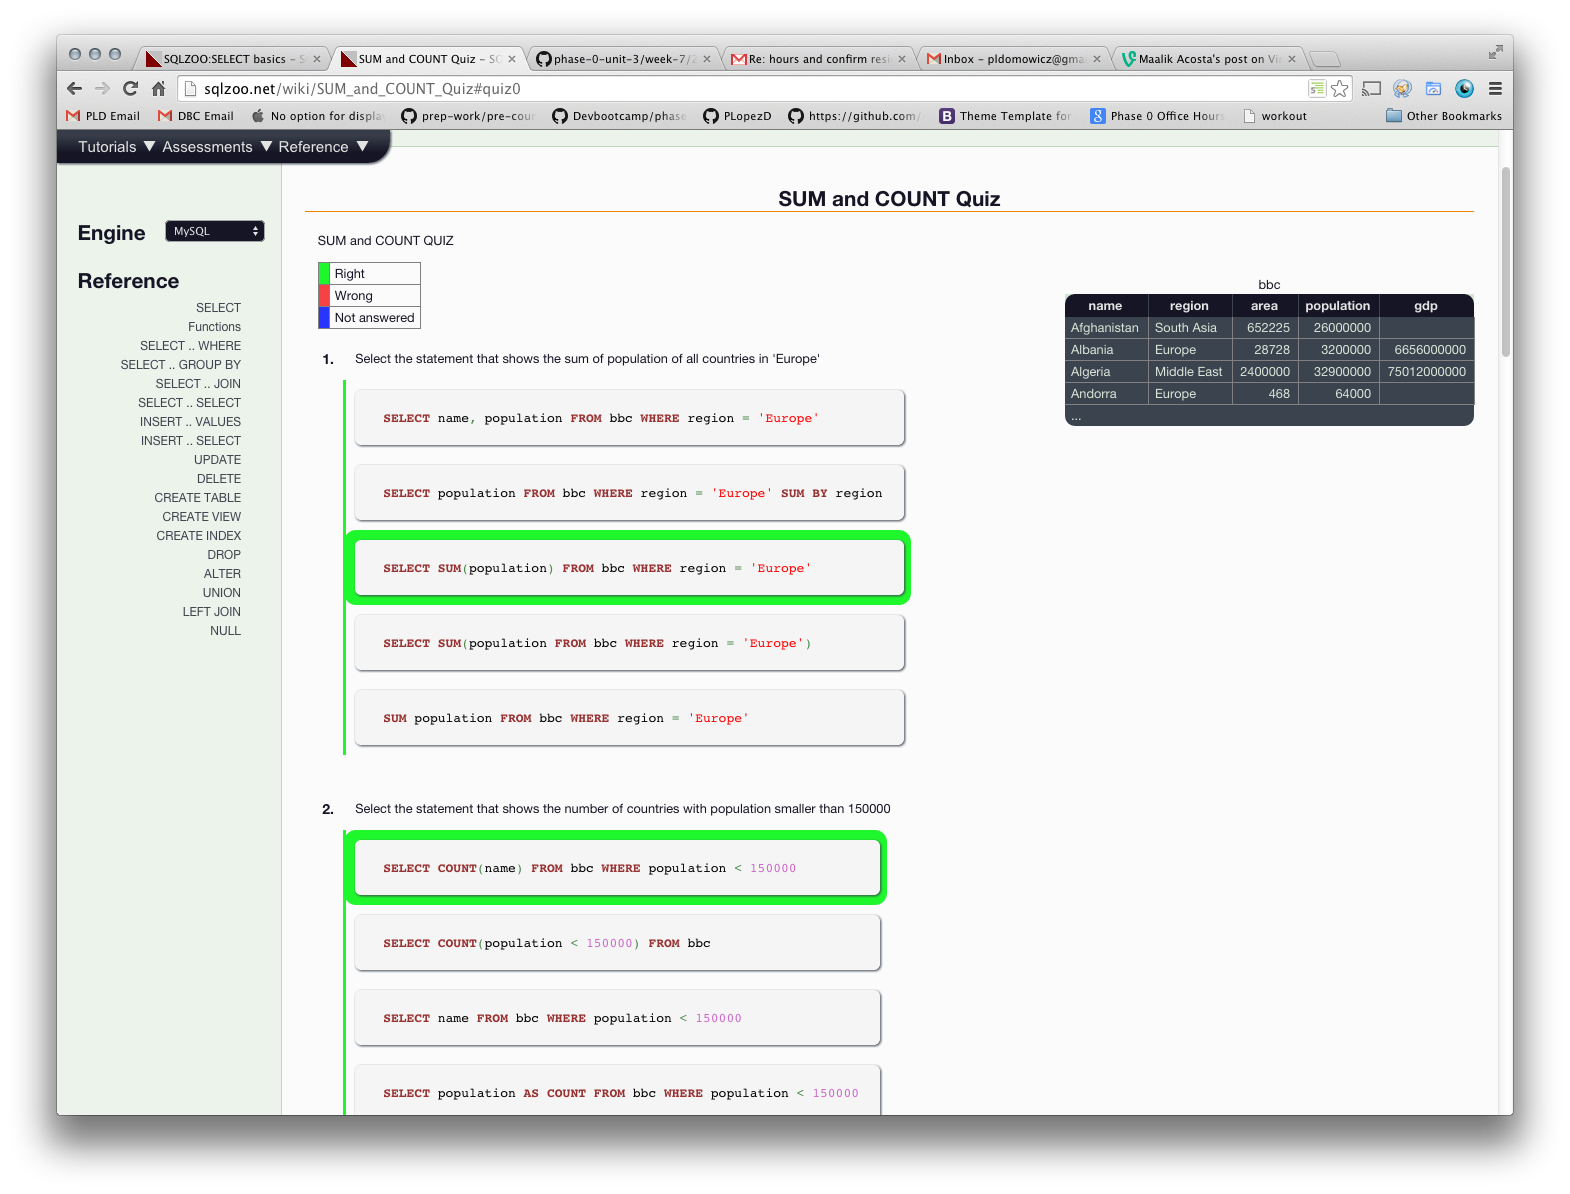 SQLZOO:SELECT basics – S
SUM and COUNT Quiz – SQ
phase-0-unit-3/week-7/2
Re: hours and confirm resi
Inbox – pldomowicz@gma
Maalik Acosta's post on Vi
sqlzoo.net/wiki/SUM_and_COUNT_Quiz#quiz0
PLD Email DBC Email No option for displa prep-work/pre-cou Devbootcamp/phase PLopezD https://github.com/ Theme Template for Phase 0 Office Hours workout Other Bookmarks
Tutorials ▼ Assessments ▼ Reference ▼
Engine MySQL
Reference
SELECT
Functions
SELECT .. WHERE
SELECT .. GROUP BY
SELECT .. JOIN
SELECT .. SELECT
INSERT .. VALUES
INSERT .. SELECT
UPDATE
DELETE
CREATE TABLE
CREATE VIEW
CREATE INDEX
DROP
ALTER
UNION
LEFT JOIN
NULL
SUM and COUNT Quiz
SUM and COUNT QUIZ
Right
Wrong
Not answered
bbc
name region area population gdp
Afghanistan South Asia 652225 26000000
Albania Europe 28728 3200000 6656000000
Algeria Middle East 2400000 32900000 75012000000
Andorra Europe 468 64000
...
1. Select the statement that shows the sum of population of all countries in 'Europe'
SELECT name, population FROM bbc WHERE region = 'Europe'
SELECT population FROM bbc WHERE region = 'Europe' SUM BY region
SELECT SUM(population) FROM bbc WHERE region = 'Europe'
SELECT SUM(population FROM bbc WHERE region = 'Europe')
SUM population FROM bbc WHERE region = 'Europe'
2. Select the statement that shows the number of countries with population smaller than 150000
SELECT COUNT(name) FROM bbc WHERE population < 150000
SELECT COUNT(population < 150000) FROM bbc
SELECT name FROM bbc WHERE population < 150000
SELECT population AS COUNT FROM bbc WHERE population < 150000